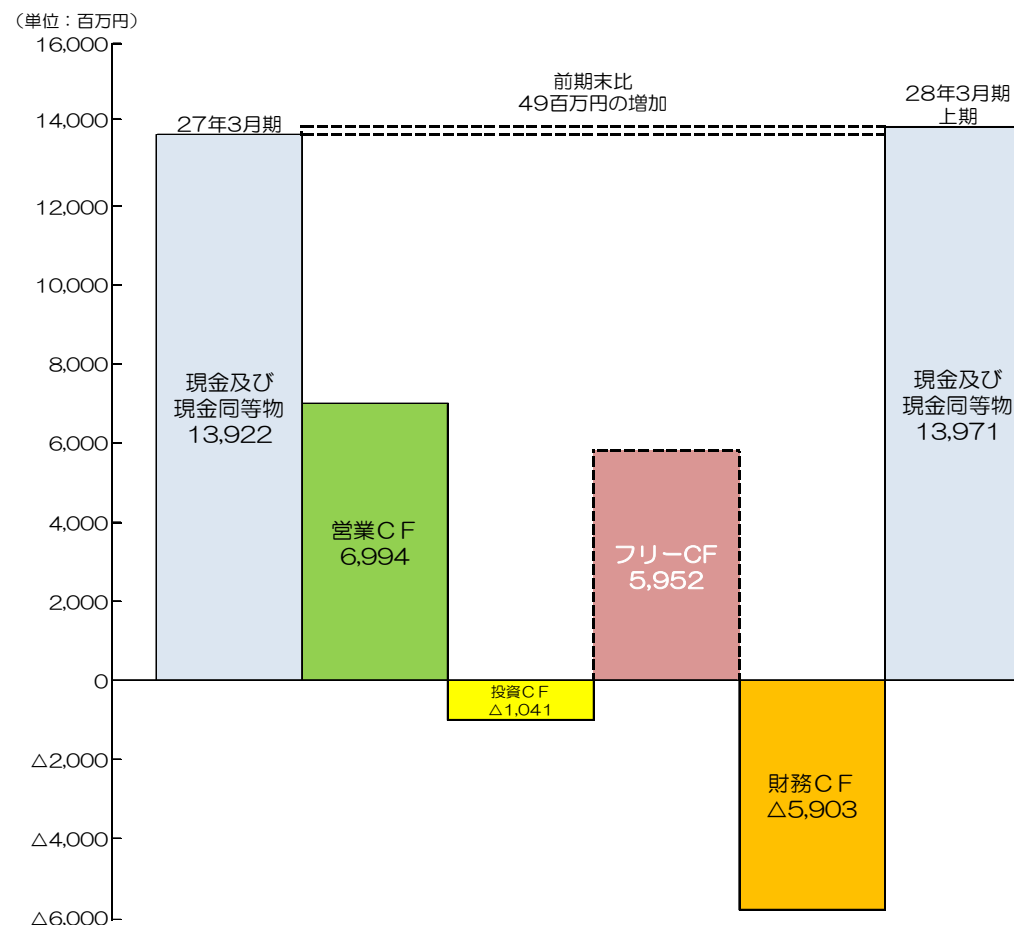 （単位：百万円）
16,000
14,000
12,000
10,000
8,000
6,000
4,000
2,000
0
△2,000
△4,000
△6,000
前期末比
49百万円の増加
27年3月期
28年3月期
上期
現金及び
現金同等物
13,922
営業ＣＦ
6,994
投資ＣＦ
△1,041
フリーCF
5,952
財務ＣＦ
△5,903
現金及び
現金同等物
13,971